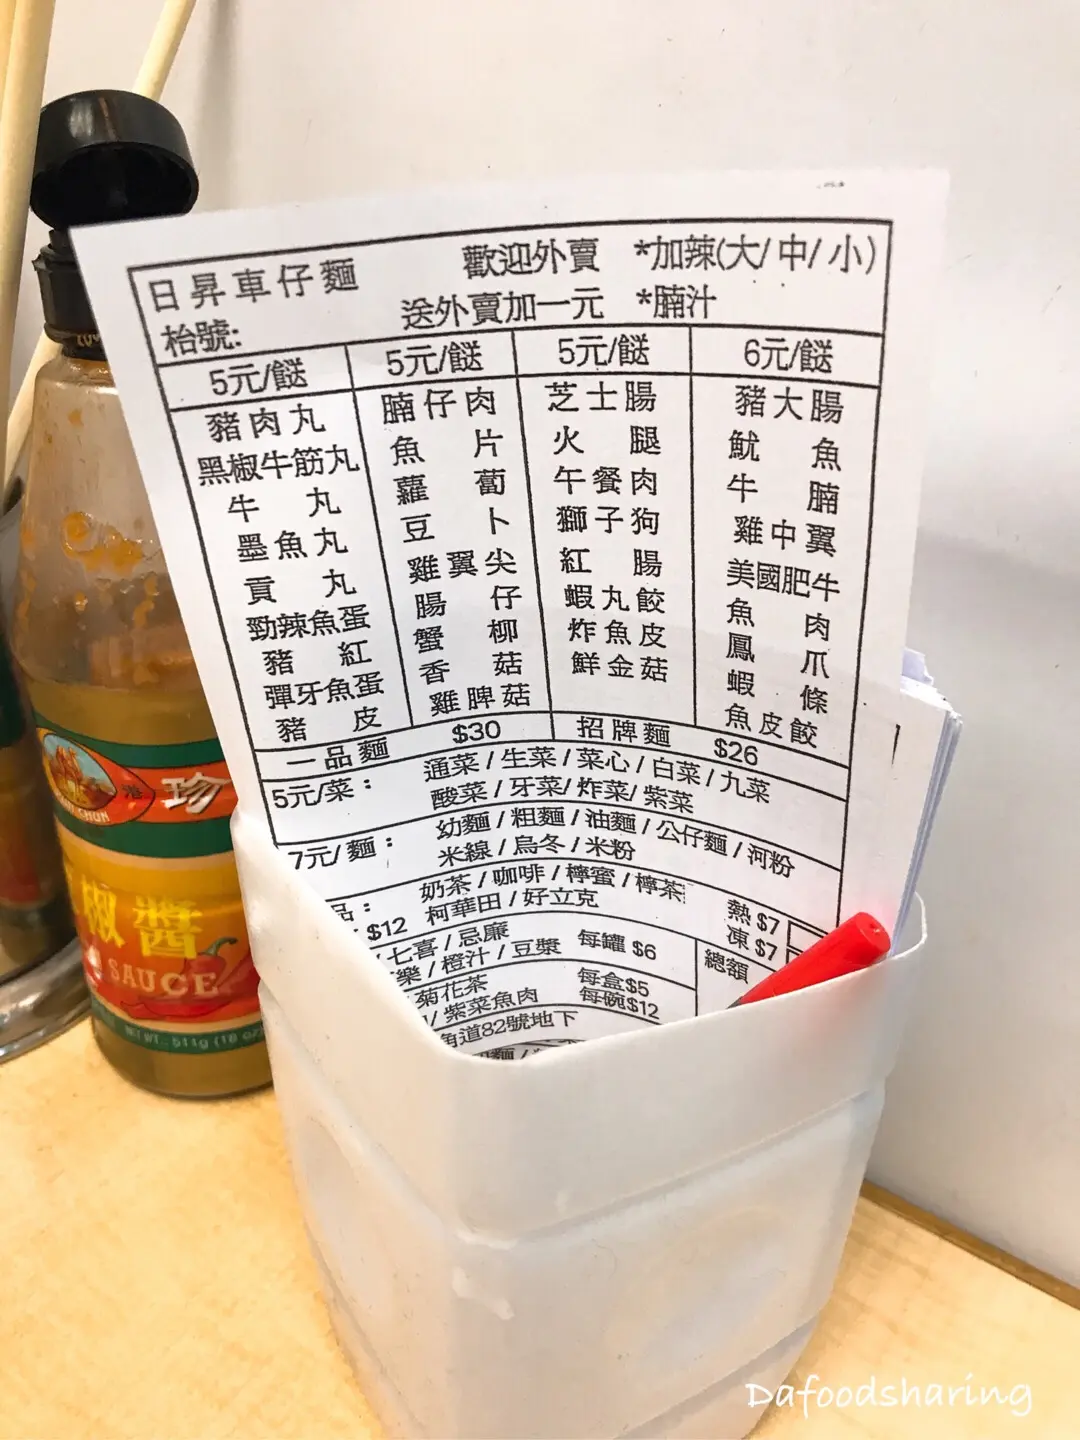 日昇車仔麵 歡迎外賣 *加辣(大/中/小)
枱號: 送外賣加一元 *腩汁
5元/餸 5元/餸 5元/餸 6元/餸
豬肉丸 腩仔肉 芝士腸 豬大腸
黑椒牛筋丸 魚片 火腿 魷魚
牛丸 蘿蔔 午餐肉 牛腩
墨魚丸 豆卜 獅子狗 雞中翼
貢丸 雞翼尖 紅腸 美國肥牛
勁辣魚蛋 腸仔 蝦丸餃 魚肉
豬紅 蟹柳 炸魚皮 鳳爪
彈牙魚蛋 香菇 鮮金菇 蝦條
豬皮 雞脾菇 魚皮餃
一品麵 $30 招牌麵 $26
5元/菜: 通菜/生菜/菜心/白菜/九菜
酸菜/牙菜/炸菜/紫菜
7元/麵: 幼麵/粗麵/油麵/公仔麵/河粉
米線/烏冬/米粉
品: 奶茶/咖啡/檸蜜/檸茶 熱$7
$12 柯華田/好立克 凍$7
/七喜/忌廉 每罐 $6 總額
樂/橙汁/豆漿
菊花茶 每盒$5
/紫菜魚肉 每碗$12
角道82號地下
珍
椒醬
SAUCE
NET WT. 511g (18 oz)
Dafoodsharing